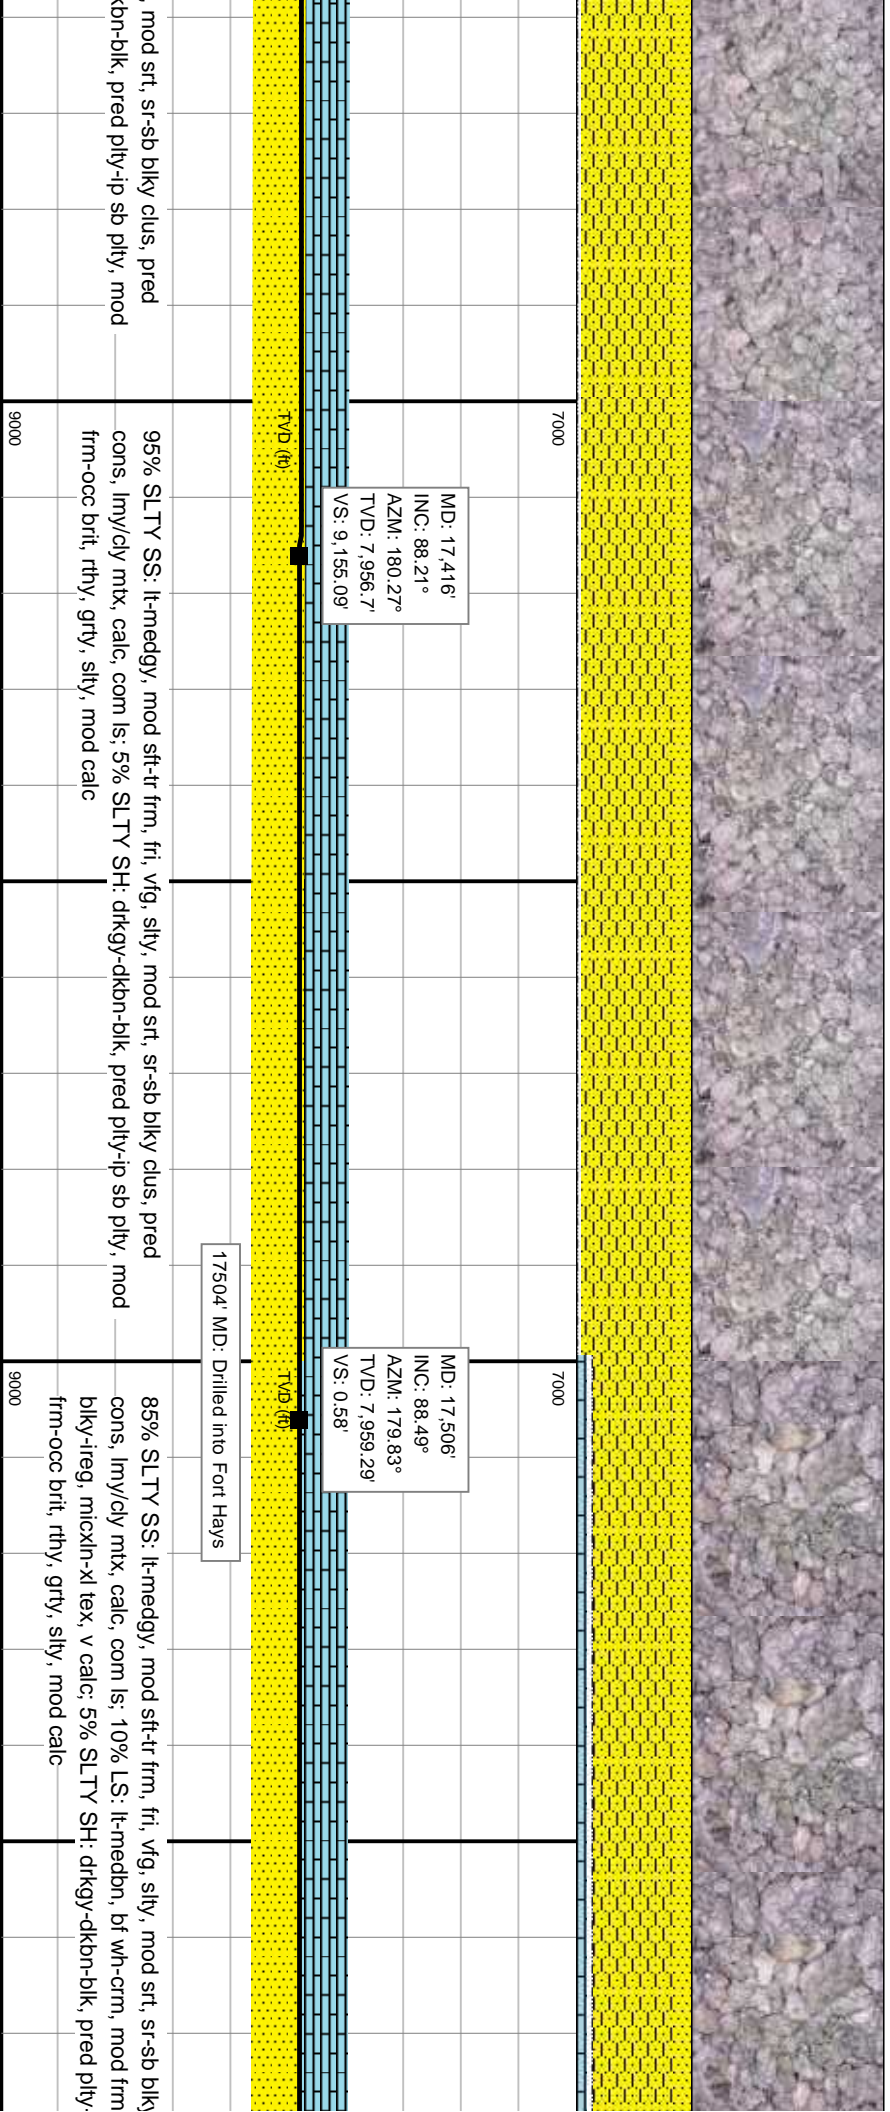 , mod srt, sr-sb blky clus, pred
kbn-blk, pred plty-ip sb plty, mod
7000
TVD (ft)
9000
MD: 17,416'
INC: 88.21°
AZM: 180.27°
TVD: 7,956.7'
VS: 9,155.09'
95% SLTY SS: lt-medgy, mod sft-tr frm, fri, vfg, slty, mod srt, sr-sb blky clus, pred
cons, lmy/cly mtx, calc, com ls; 5% SLTY SH: drkgy-dkbn-blk, pred plty-ip sb plty, mod
frm-occ brit, rthy, grty, slty, mod calc
17504' MD: Drilled into Fort Hays
7000
TVD (ft)
9000
MD: 17,506'
INC: 88.49°
AZM: 179.83°
TVD: 7,959.29'
VS: 0.58'
85% SLTY SS: lt-medgy, mod sft-tr frm, fri, vfg, slty, mod srt, sr-sb blky
cons, lmy/cly mtx, calc, com ls; 10% LS: lt-medbn, bf wh-crm, mod frm
blky-ireg, micxln-xl tex, v calc; 5% SLTY SH: drkgy-dkbn-blk, pred plty-
frm-occ brit, rthy, grty, slty, mod calc